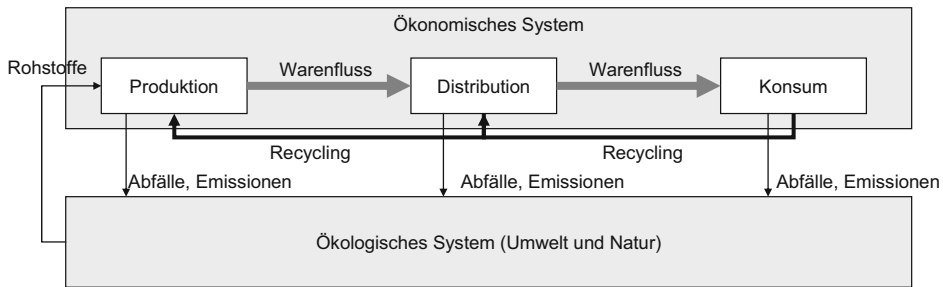 Ökonomisches System
Rohstoffe
Produktion
Warenfluss
Distribution
Warenfluss
Konsum
Recycling
Recycling
Abfälle, Emissionen
Abfälle, Emissionen
Abfälle, Emissionen
Ökologisches System (Umwelt und Natur)